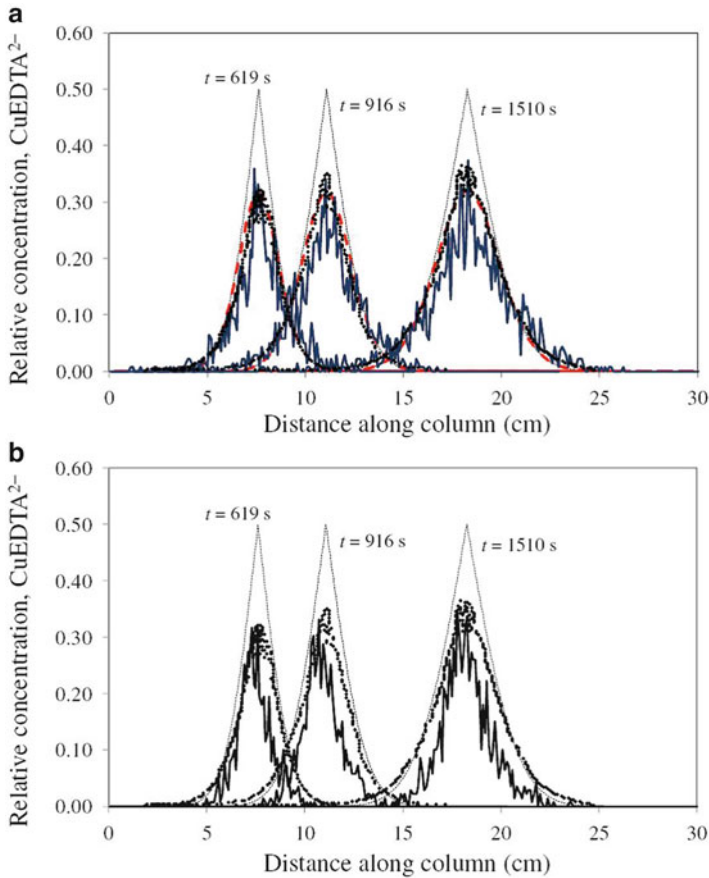 a
0.60
0.50
0.40
0.30
0.20
0.10
0.00
Relative concentration, CuEDTA²⁻
t = 619 s
t = 916 s
t = 1510 s
0 5 10 15 20 25 30
Distance along column (cm)
b
0.60
0.50
0.40
0.30
0.20
0.10
0.00
Relative concentration, CuEDTA²⁻
t = 619 s
t = 916 s
t = 1510 s
0 5 10 15 20 25 30
Distance along column (cm)